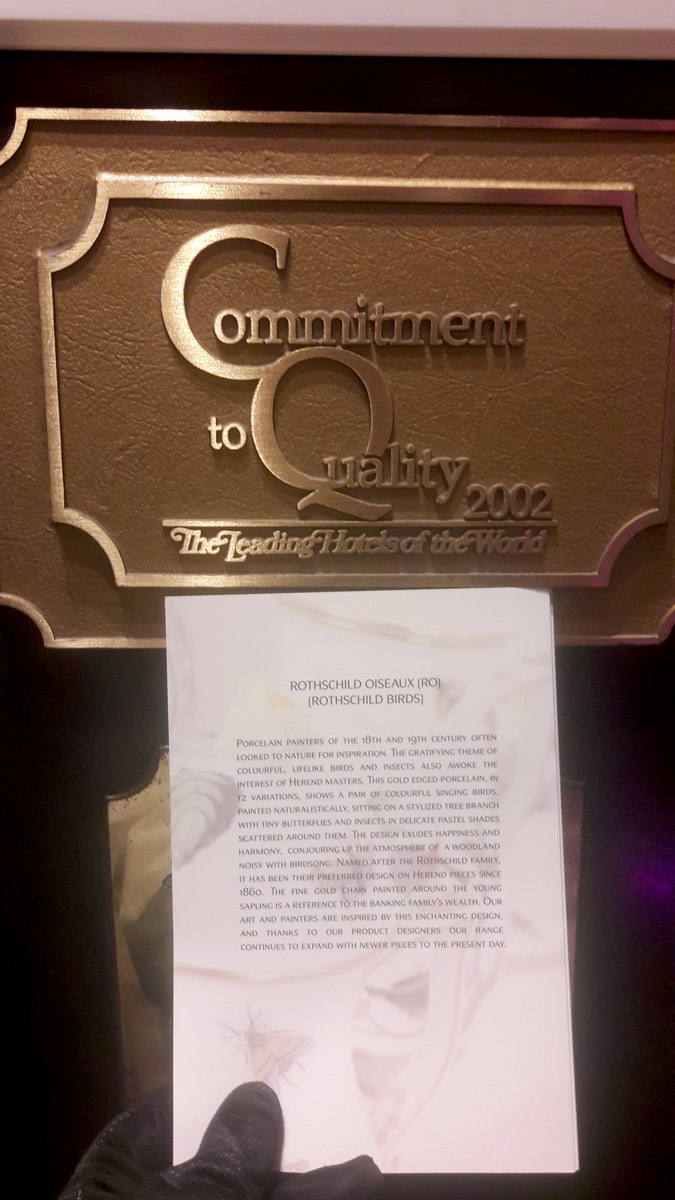 Commitment
to Quality 2002
The Leading Hotels of the World
ROTHSCHILD OISEAUX (RO)
(ROTHSCHILD BIRDS)
PORCELAIN PAINTERS OF THE 18TH AND 19TH CENTURY OFTEN
LOOKED TO NATURE FOR INSPIRATION. THE GRATIFYING THEME OF
COLOURFUL, LIFELIKE BIRDS AND INSECTS ALSO AWOKE THE
INTEREST OF HEREND MASTERS. THIS GOLD EDGED PORCELAIN, IN
12 VARIATIONS, SHOWS A PAIR OF COLOURFUL SINGING BIRDS,
PAINTED NATURALISTICALLY, SITTING ON A STYLIZED TREE BRANCH
WITH TINY BUTTERFLIES AND INSECTS IN DELICATE PASTEL SHADES
SCATTERED AROUND THEM. THE DESIGN EXUDES HAPPINESS AND
HARMONY, CONJOURING UP THE ATMOSPHERE OF A WOODLAND
NOISY WITH BIRDSONG. NAMED AFTER THE ROTHSCHILD FAMILY,
IT HAS BEEN THEIR PREFERRED DESIGN ON HEREND PIECES SINCE
1860. THE FINE GOLD CHAIN PAINTED AROUND THE YOUNG
SAPLING IS A REFERENCE TO THE BANKING FAMILY'S WEALTH. OUR
ART AND PAINTERS ARE INSPIRED BY THIS ENCHANTING DESIGN,
AND THANKS TO OUR PRODUCT DESIGNERS OUR RANGE
CONTINUES TO EXPAND WITH NEWER PIECES TO THE PRESENT DAY.